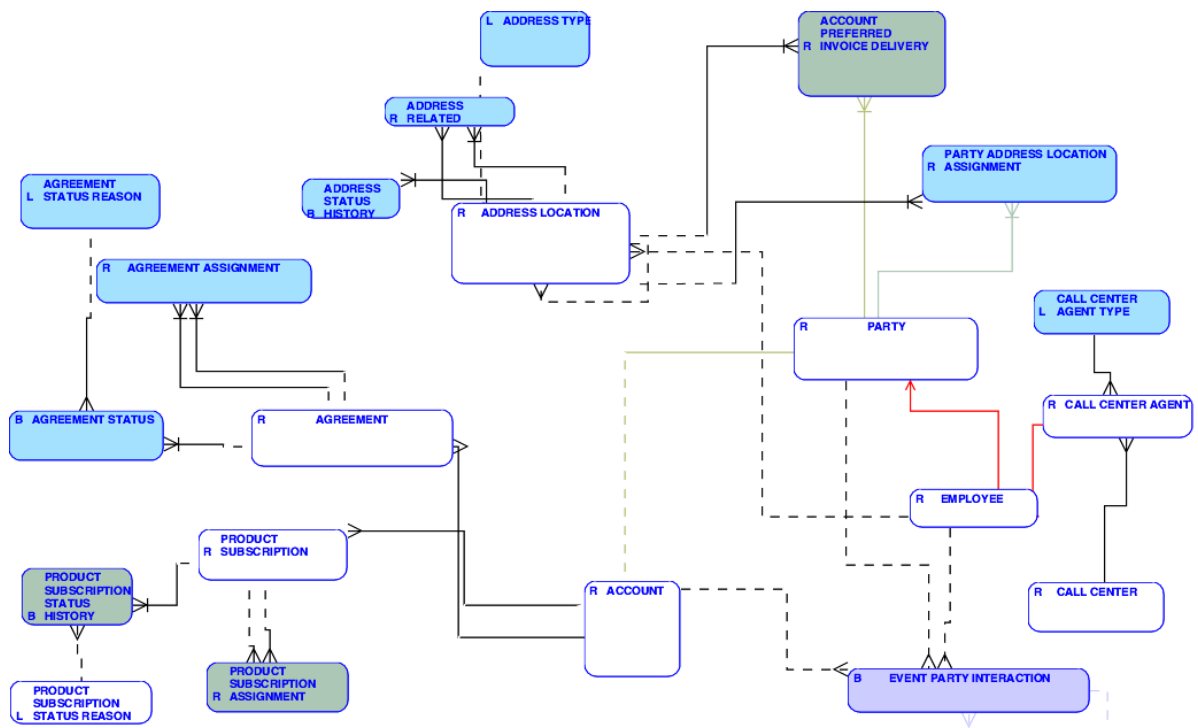 L ADDRESS TYPE
ACCOUNT
PREFERRED
R INVOICE DELIVERY
ADDRESS
R RELATED
PARTY ADDRESS LOCATION
R ASSIGNMENT
AGREEMENT
L STATUS REASON
ADDRESS
STATUS
B HISTORY
R ADDRESS LOCATION
R AGREEMENT ASSIGNMENT
CALL CENTER
L AGENT TYPE
R PARTY
R CALL CENTER AGENT
B AGREEMENT STATUS
R AGREEMENT
R EMPLOYEE
PRODUCT
R SUBSCRIPTION
PRODUCT
SUBSCRIPTION
STATUS
B HISTORY
R ACCOUNT
R CALL CENTER
PRODUCT
SUBSCRIPTION
R ASSIGNMENT
B EVENT PARTY INTERACTION
PRODUCT
SUBSCRIPTION
L STATUS REASON